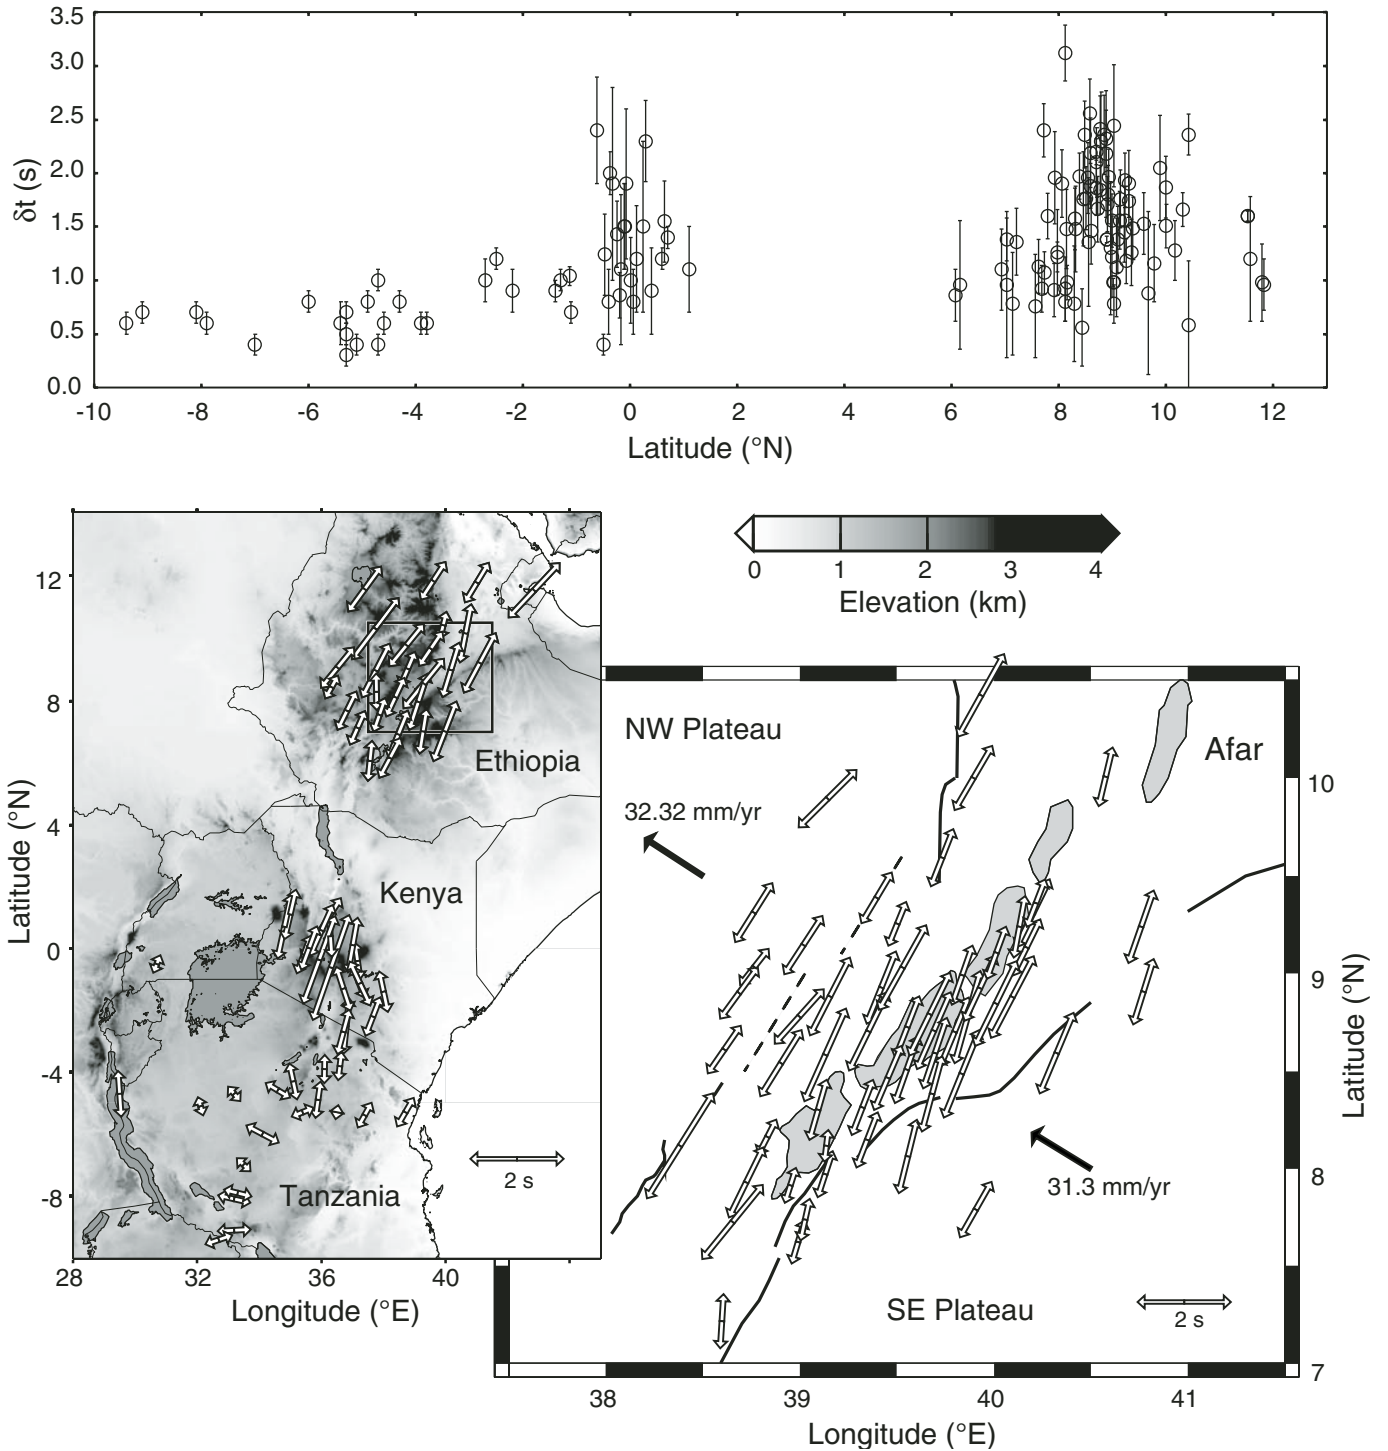 3.5
3.0
2.5
2.0
1.5
1.0
0.5
0.0
δt (s)
-10 -8 -6 -4 -2 0 2 4 6 8 10 12
Latitude (°N)
0 1 2 3 4
Elevation (km)
12
8
4
0
-4
-8
Latitude (°N)
Ethiopia
Kenya
Tanzania
2 s
28 32 36 40
Longitude (°E)
NW Plateau
Afar
32.32 mm/yr
31.3 mm/yr
SE Plateau
2 s
10
9
8
7
Latitude (°N)
38 39 40 41
Longitude (°E)